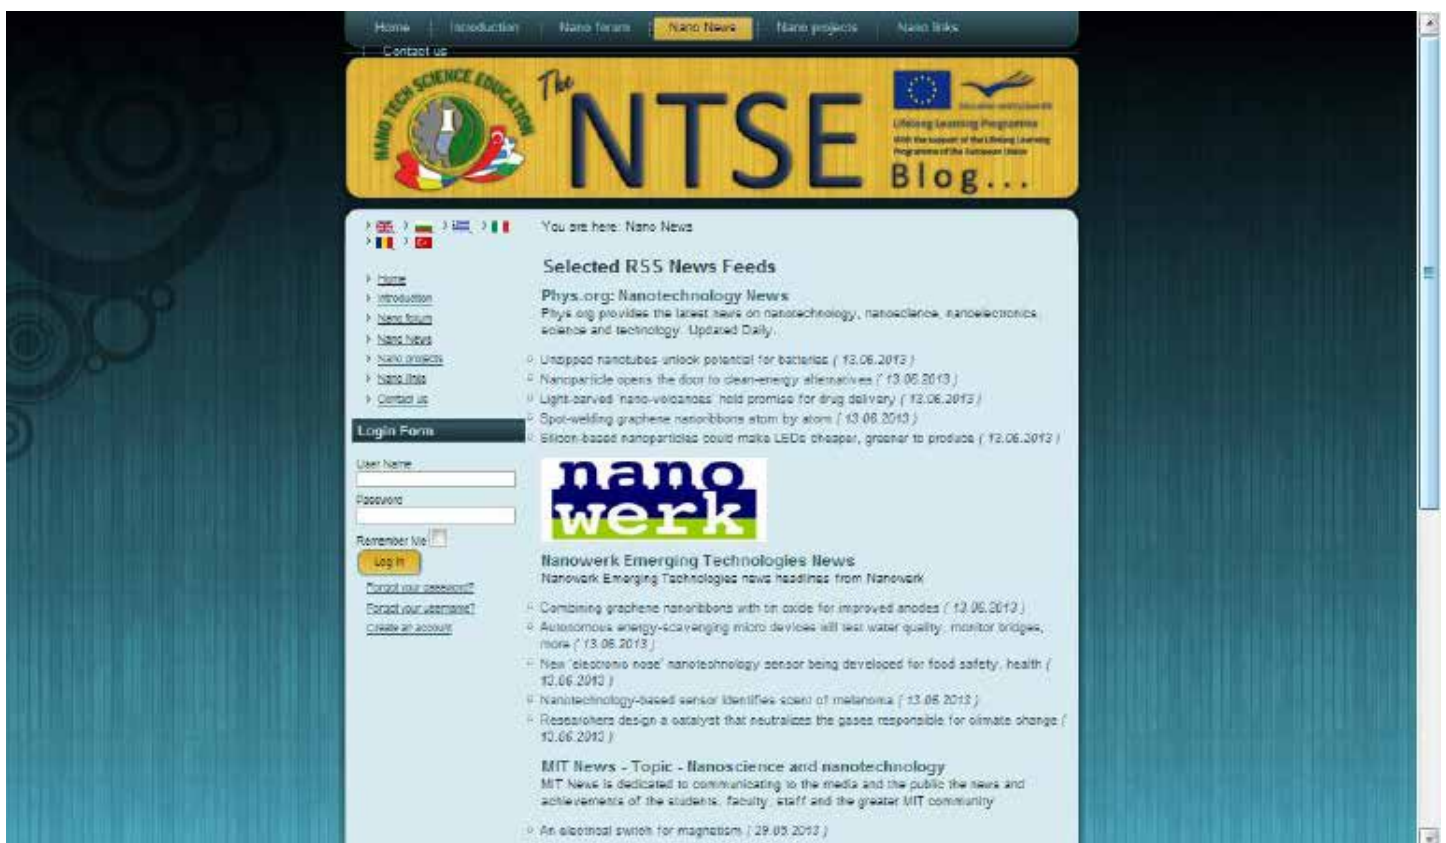 Home
Introduction
Nano forum
Nano News
Nano projects
Nano links
Contact us
NANO TECH SCIENCE EDUCATION
The
NTSE
Lifelong Learning Programme
With the support of the Lifelong Learning
Programme of the European Union
Blog...
You are here: Nano News
Home
Introduction
Nano forum
Nano News
Nano projects
Nano links
Contact us
Login Form
User Name
Password
Remember Me
Log in
Forgot your password?
Forgot your username?
Create an account
Selected RSS News Feeds
Phys.org: Nanotechnology News
Phys.org provides the latest news on nanotechnology, nanoscience, nanoelectronics,
science and technology. Updated Daily.
Unzipped nanotubes unlock potential for batteries ( 13.06.2013 )
Nanoparticle opens the door to clean-energy alternatives ( 13.06.2013 )
Light-carved 'nano-volcanoes' hold promise for drug delivery ( 13.06.2013 )
Spot-welding graphene nanoribbons atom by atom ( 13.06.2013 )
Silicon-based nanoparticles could make LEDs cheaper, greener to produce ( 13.06.2013 )
nano
werk
Nanowerk Emerging Technologies News
Nanowerk Emerging Technologies news headlines from Nanowerk
Combining graphene nanoribbons with tin oxide for improved anodes ( 13.06.2013 )
Autonomous energy-scavenging micro devices will test water quality, monitor bridges,
more ( 13.06.2013 )
New 'electronic nose' nanotechnology sensor being developed for food safety, health (
13.06.2013 )
Nanotechnology-based sensor identifies scent of melanoma ( 13.06.2013 )
Researchers design a catalyst that neutralizes the gases responsible for climate change (
13.06.2013 )
MIT News - Topic - Nanoscience and nanotechnology
MIT News is dedicated to communicating to the media and the public the news and
achievements of the students, faculty, staff and the greater MIT community
An electrical switch for magnetism ( 29.05.2013 )